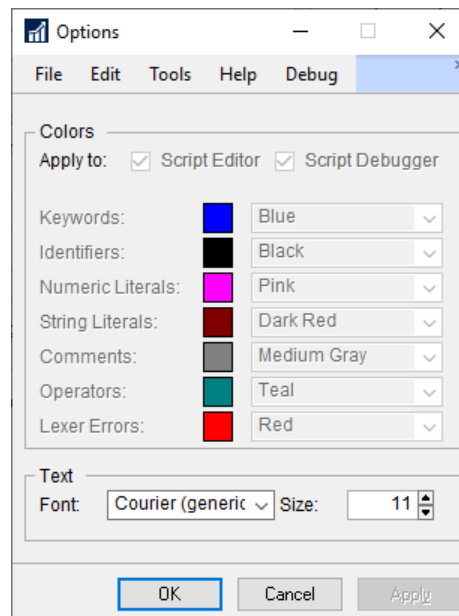 Options
File Edit Tools Help Debug
Colors
Apply to: Script Editor Script Debugger
Keywords: Blue
Identifiers: Black
Numeric Literals: Pink
String Literals: Dark Red
Comments: Medium Gray
Operators: Teal
Lexer Errors: Red
Text
Font: Courier (generic Size: 11
OK Cancel Apply